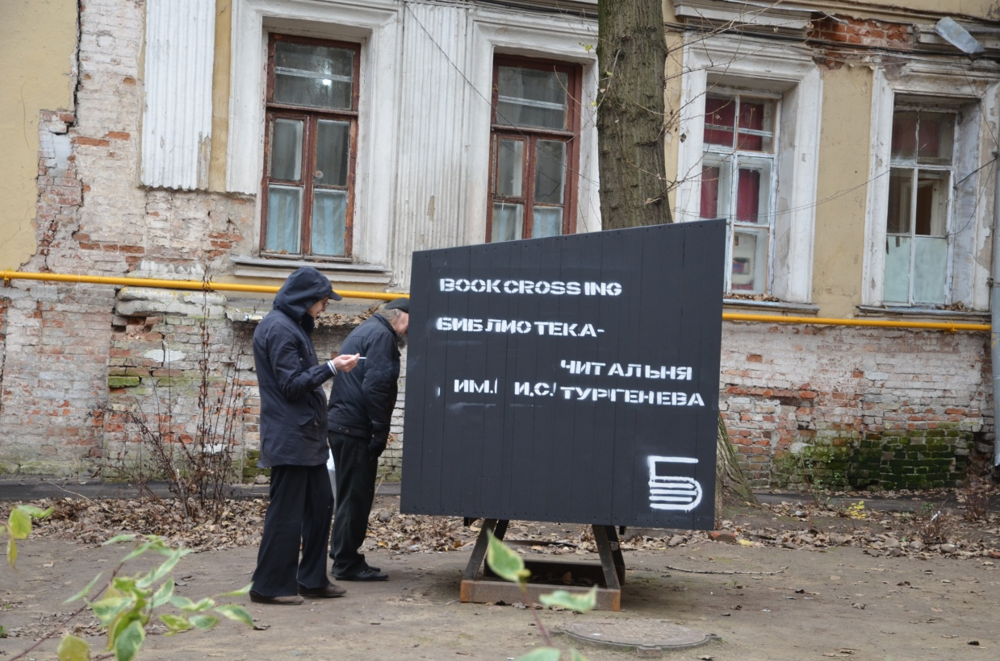 BOOKCROSSING
БИБЛИОТЕКА-
ЧИТАЛЬНЯ
ИМ. И.С. ТУРГЕНЕВА
Б